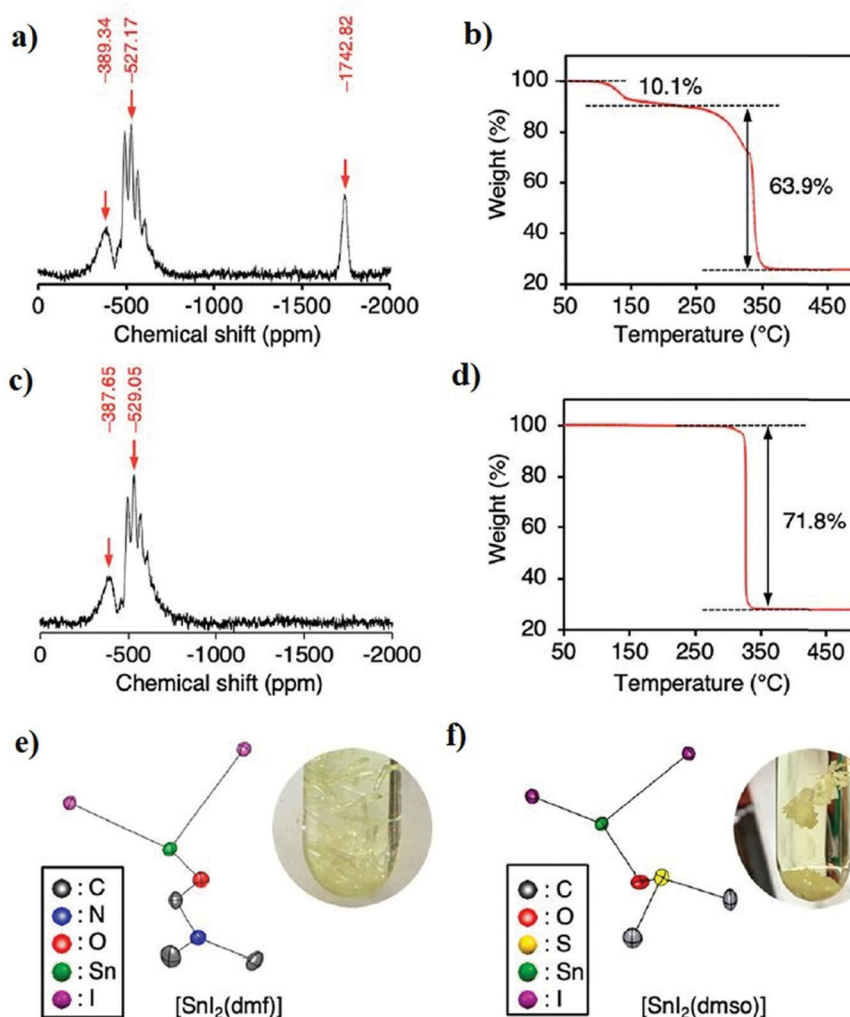 a)
–389.34
–527.17
–1742.82
0 -500 -1000 -1500 -2000
Chemical shift (ppm)
b)
Weight (%)
100
80
60
40
20
10.1%
63.9%
50 150 250 350 450
Temperature (°C)
c)
–387.65
–529.05
0 -500 -1000 -1500 -2000
Chemical shift (ppm)
d)
Weight (%)
100
80
60
40
20
71.8%
50 150 250 350 450
Temperature (°C)
e)
: C
: N
: O
: Sn
: I
[SnI₂(dmf)]
f)
: C
: O
: S
: Sn
: I
[SnI₂(dmso)]